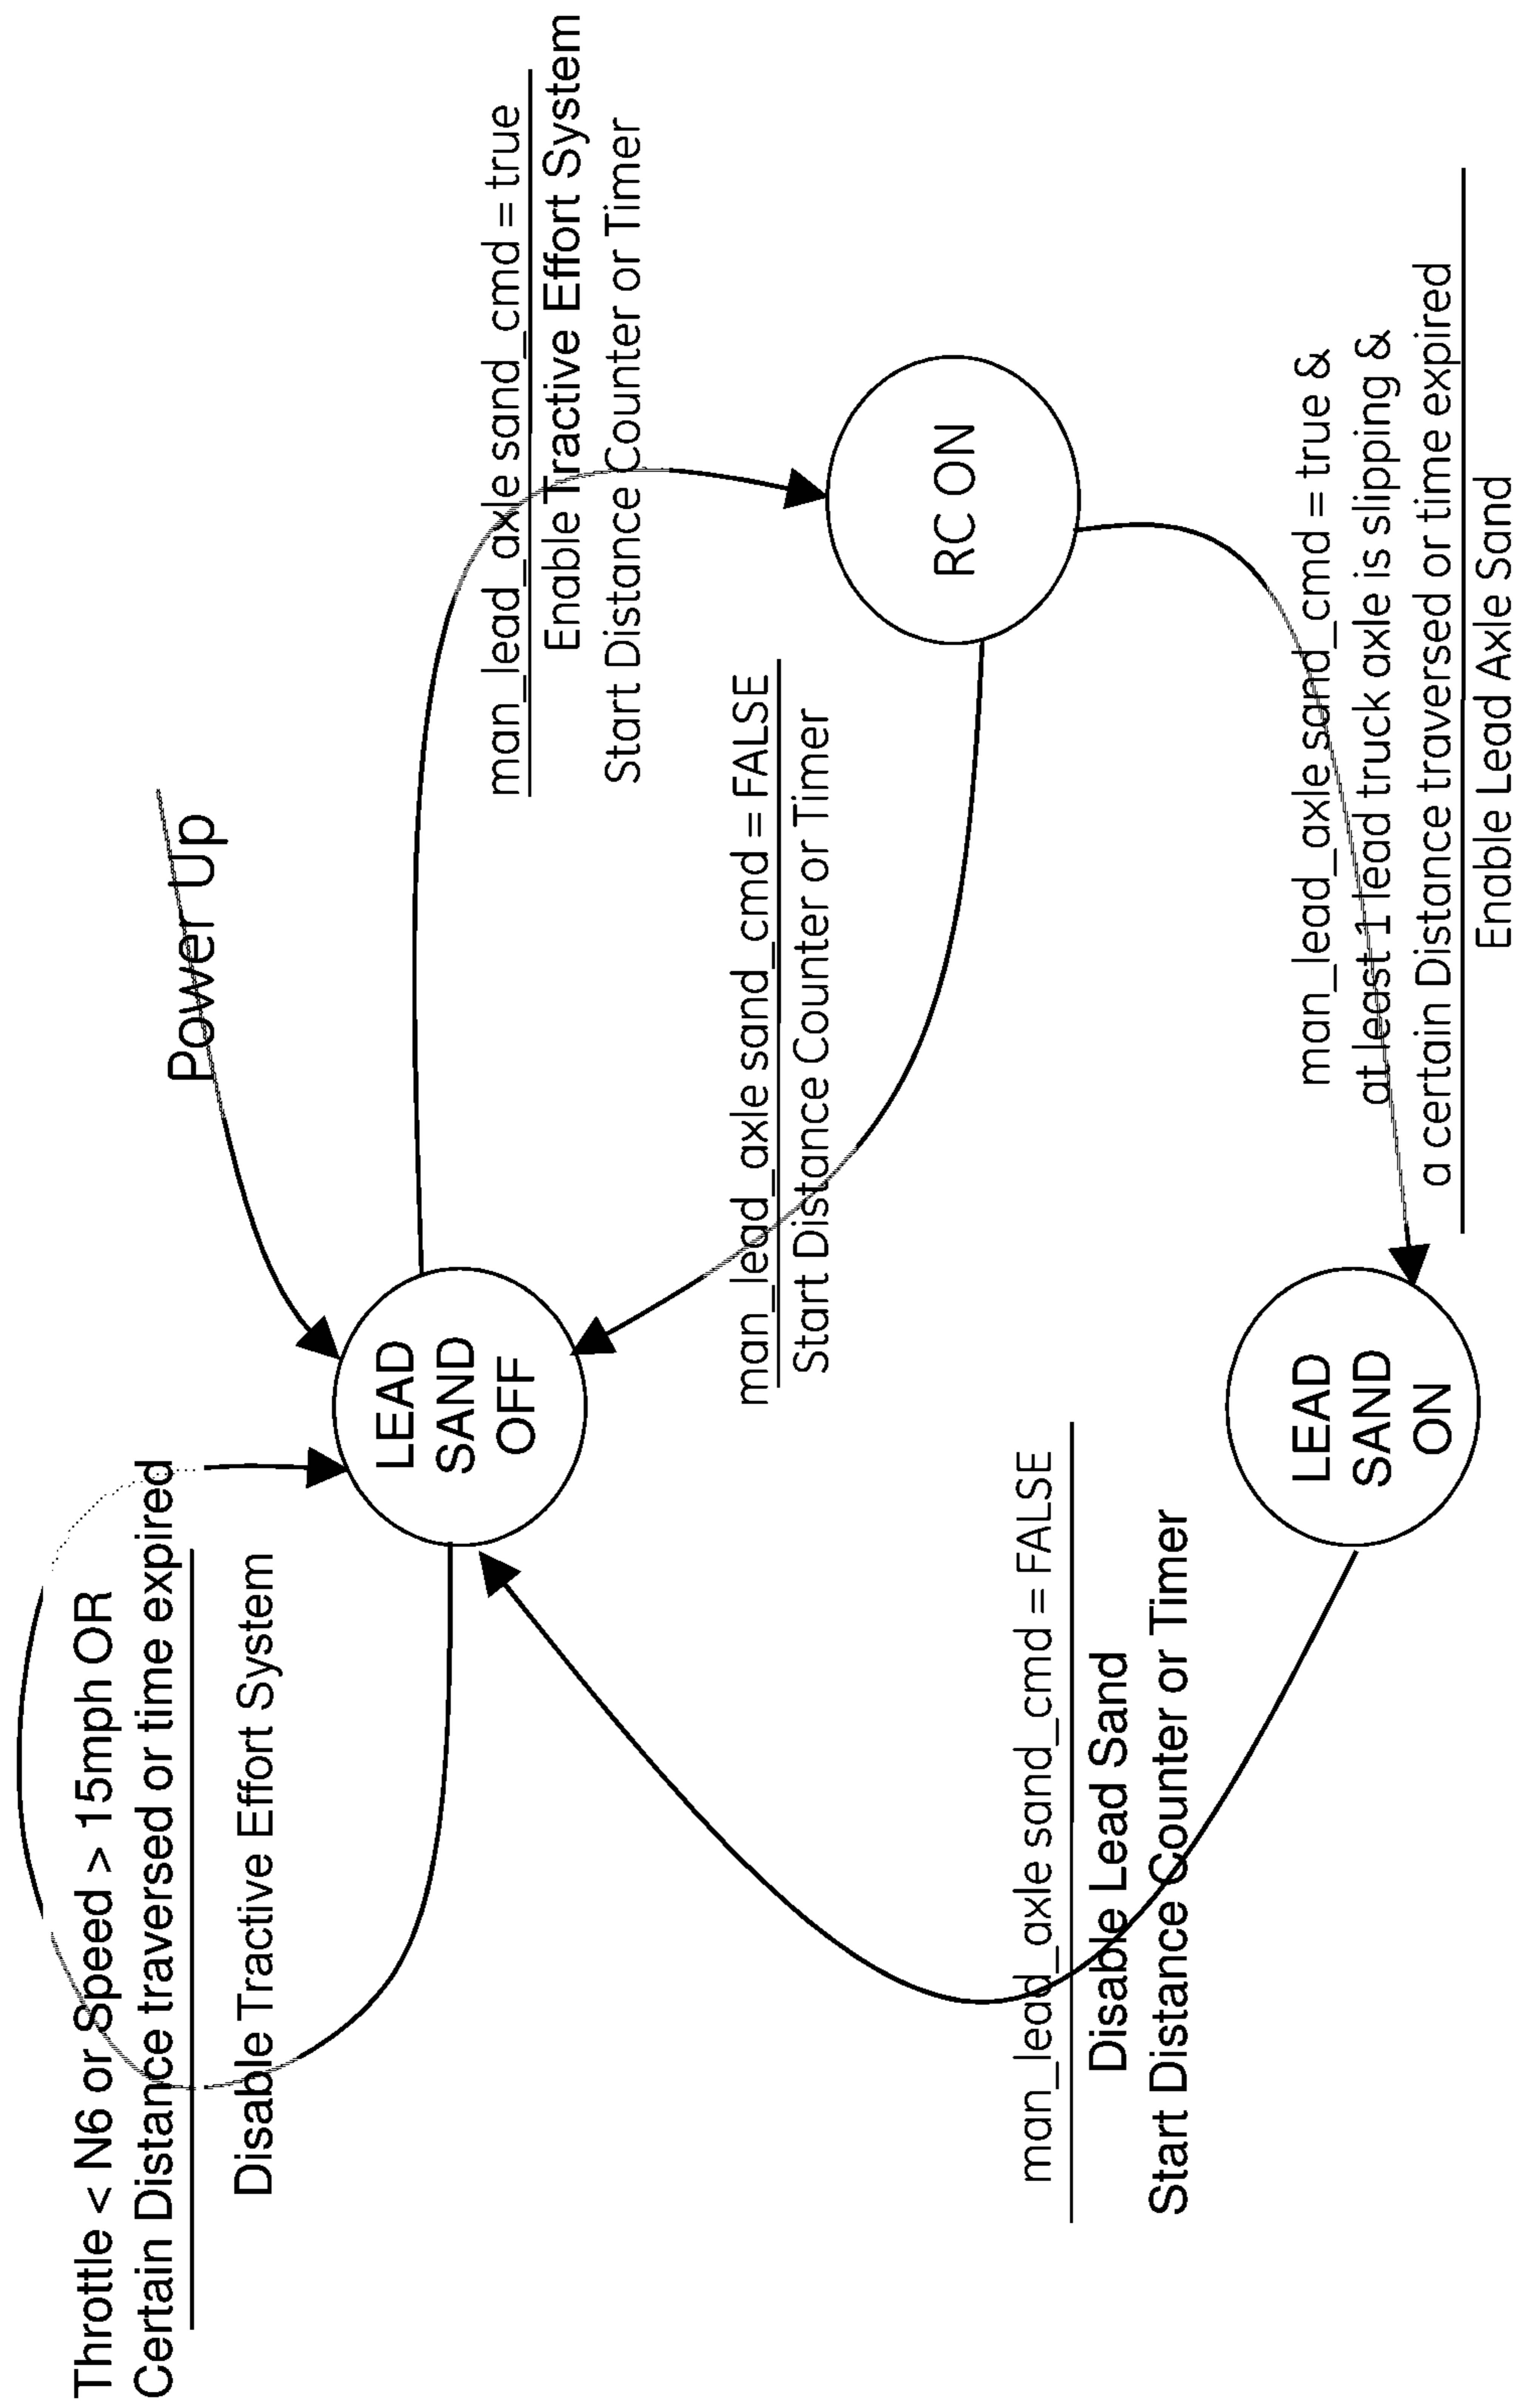 Throttle < N6 or Speed > 15mph OR
Certain Distance traversed or time expired
Disable Tractive Effort System
Power Up
LEAD
SAND
OFF
man_lead_axle sand_cmd = true
Enable Tractive Effort System
Start Distance Counter or Timer
man_lead_axle sand_cmd = FALSE
Start Distance Counter or Timer
RC ON
man_lead_axle sand_cmd = FALSE
Disable Lead Sand
Start Distance Counter or Timer
LEAD
SAND
ON
man_lead_axle sand_cmd = true &
at least 1 lead truck axle is slipping &
a certain Distance traversed or time expired
Enable Lead Axle Sand